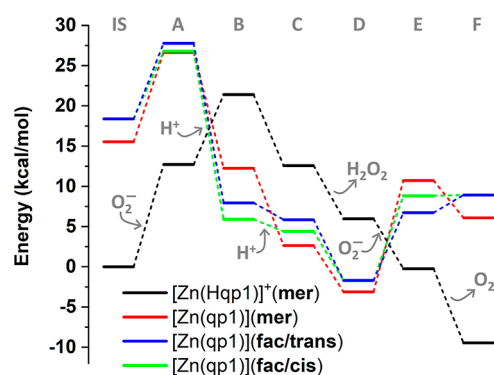 IS A B C D E F
30
25
20
15
10
5
0
-5
-10
Energy (kcal/mol)
O₂⁻
H⁺
H⁺
H₂O₂
O₂⁻
O₂
[Zn(Hqp1)]⁺(mer)
[Zn(qp1)](mer)
[Zn(qp1)](fac/trans)
[Zn(qp1)](fac/cis)